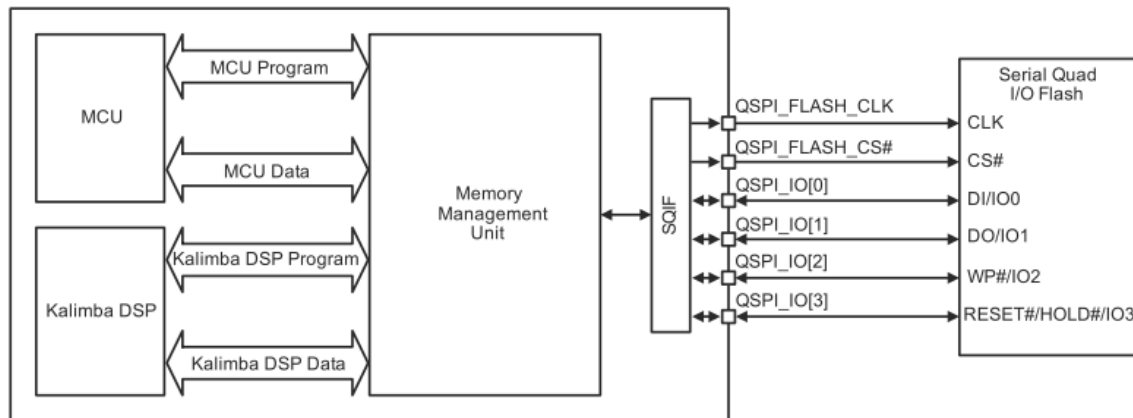 MCU
MCU Program
MCU Data
Kalimba DSP
Kalimba DSP Program
Kalimba DSP Data
Memory
Management
Unit
SQIF
QSPI_FLASH_CLK
QSPI_FLASH_CS#
QSPI_IO[0]
QSPI_IO[1]
QSPI_IO[2]
QSPI_IO[3]
Serial Quad
I/O Flash
CLK
CS#
DI/IO0
DO/IO1
WP#/IO2
RESET#/HOLD#/IO3